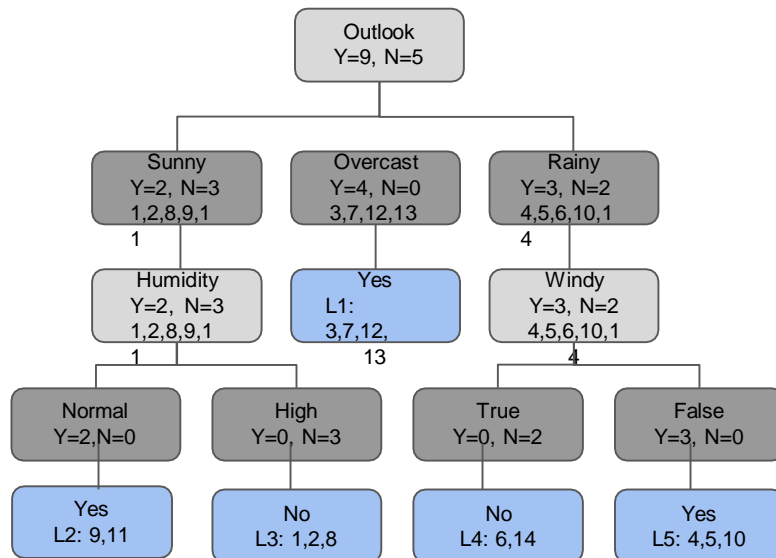 Outlook
Y=9, N=5
Sunny
Y=2, N=3
1,2,8,9,1
1
Overcast
Y=4, N=0
3,7,12,13
Rainy
Y=3, N=2
4,5,6,10,1
4
Humidity
Y=2, N=3
1,2,8,9,1
1
Yes
L1:
3,7,12,
13
Windy
Y=3, N=2
4,5,6,10,1
4
Normal
Y=2,N=0
High
Y=0, N=3
True
Y=0, N=2
False
Y=3, N=0
Yes
L2: 9,11
No
L3: 1,2,8
No
L4: 6,14
Yes
L5: 4,5,10